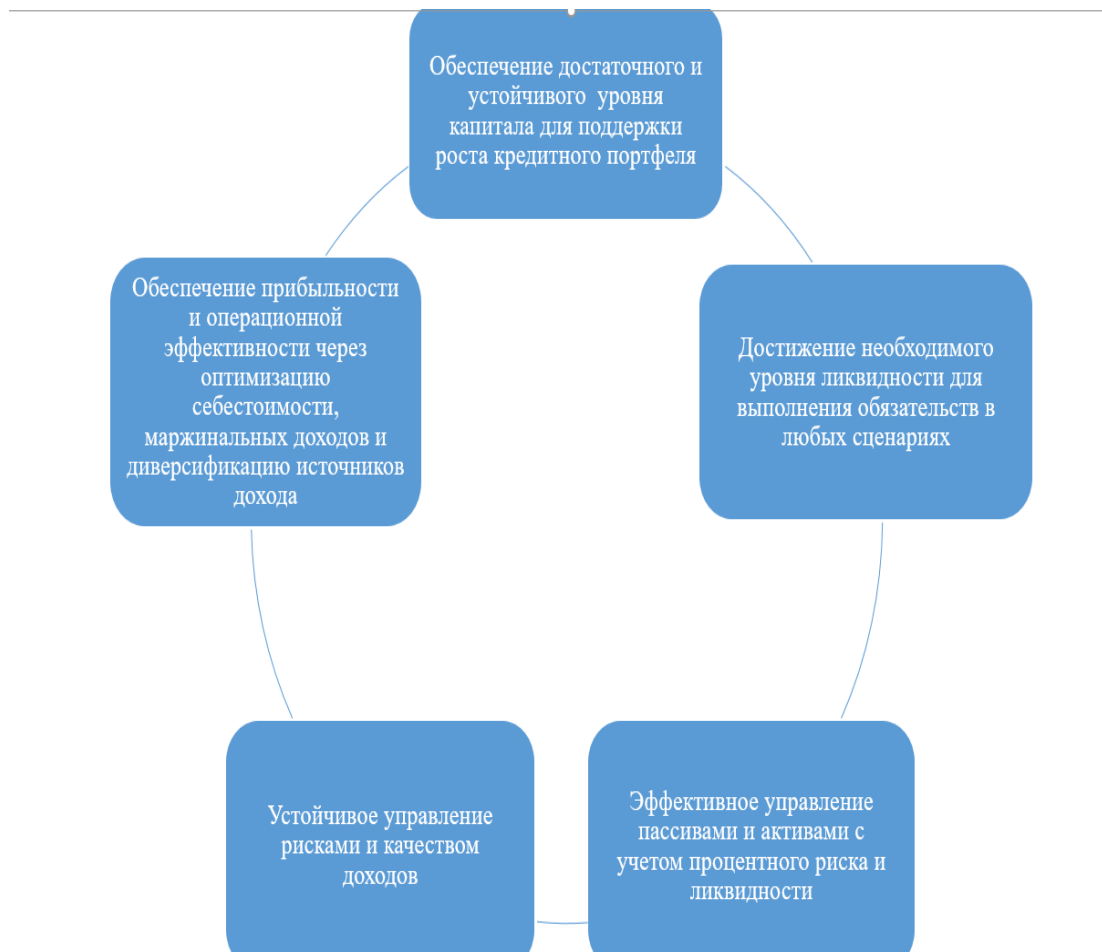 Обеспечение достаточного и
устойчивого уровня
капитала для поддержки
роста кредитного портфеля
Достижение необходимого
уровня ликвидности для
выполнения обязательств в
любых сценариях
Эффективное управление
пассивами и активами с
учетом процентного риска и
ликвидности
Устойчивое управление
рисками и качеством
доходов
Обеспечение прибыльности
и операционной
эффективности через
оптимизацию
себестоимости,
маржинальных доходов и
диверсификацию источников
дохода